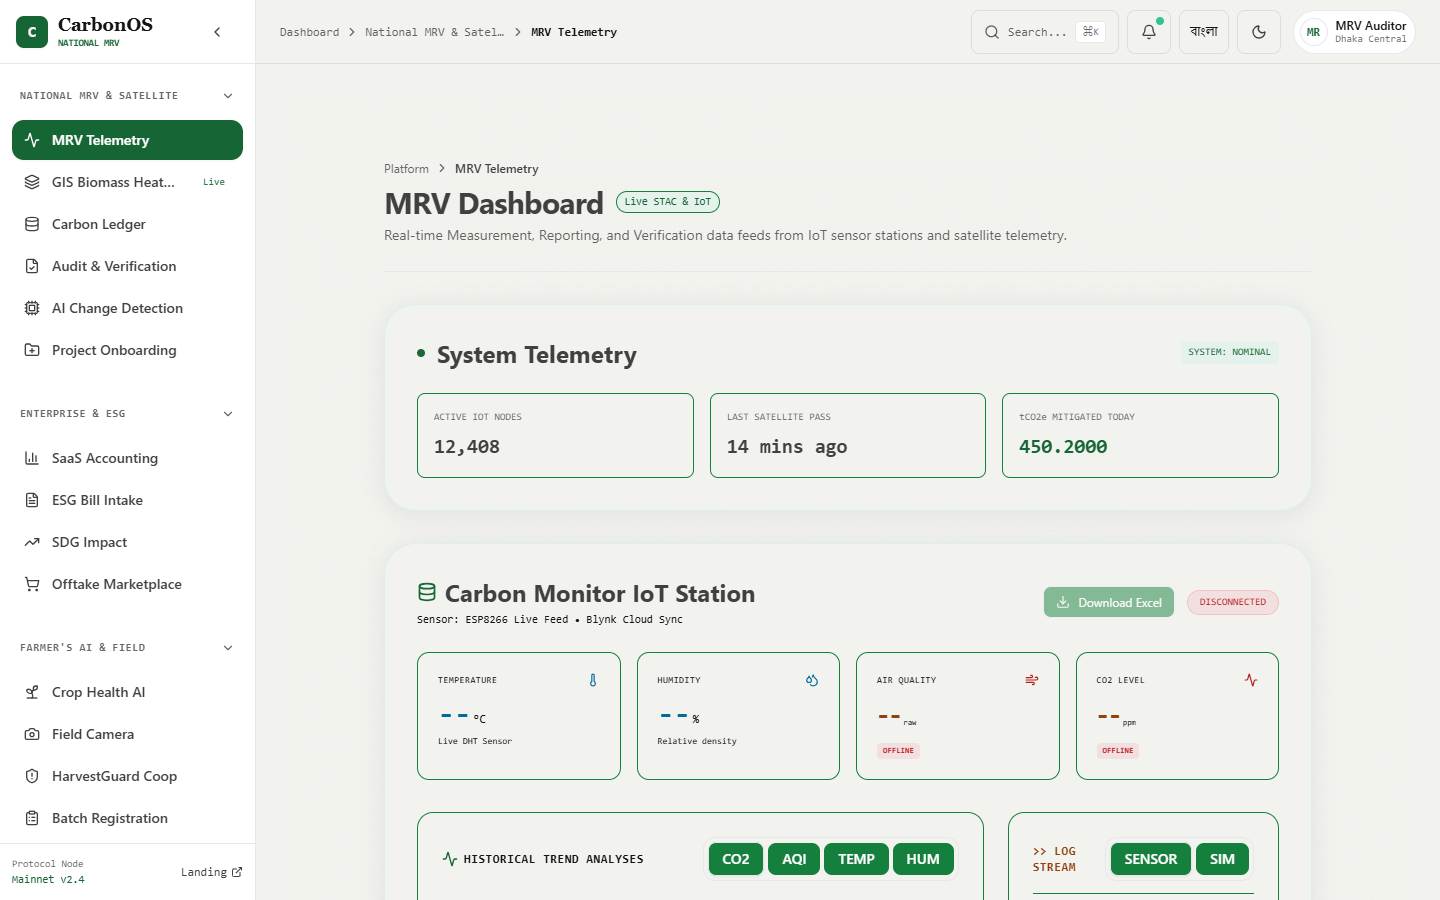 C
CarbonOS
NATIONAL MRV
NATIONAL MRV & SATELLITE
MRV Telemetry
GIS Biomass Heat...
Live
Carbon Ledger
Audit & Verification
AI Change Detection
Project Onboarding
ENTERPRISE & ESG
SaaS Accounting
ESG Bill Intake
SDG Impact
Offtake Marketplace
FARMER'S AI & FIELD
Crop Health AI
Field Camera
HarvestGuard Coop
Batch Registration
Protocol Node
Mainnet v2.4
Landing
Dashboard > National MRV & Satel… > MRV Telemetry
Search...
⌘K
বাংলা
MR
MRV Auditor
Dhaka Central
Platform > MRV Telemetry
MRV Dashboard
Live STAC & IoT
Real-time Measurement, Reporting, and Verification data feeds from IoT sensor stations and satellite telemetry.
System Telemetry
SYSTEM: NOMINAL
ACTIVE IOT NODES
12,408
LAST SATELLITE PASS
14 mins ago
tCO2e MITIGATED TODAY
450.2000
Carbon Monitor IoT Station
Sensor: ESP8266 Live Feed • Blynk Cloud Sync
Download Excel
DISCONNECTED
TEMPERATURE
-- °C
Live DHT Sensor
HUMIDITY
-- %
Relative density
AIR QUALITY
-- raw
OFFLINE
CO2 LEVEL
-- ppm
OFFLINE
HISTORICAL TREND ANALYSES
CO2
AQI
TEMP
HUM
>> LOG
STREAM
SENSOR
SIM